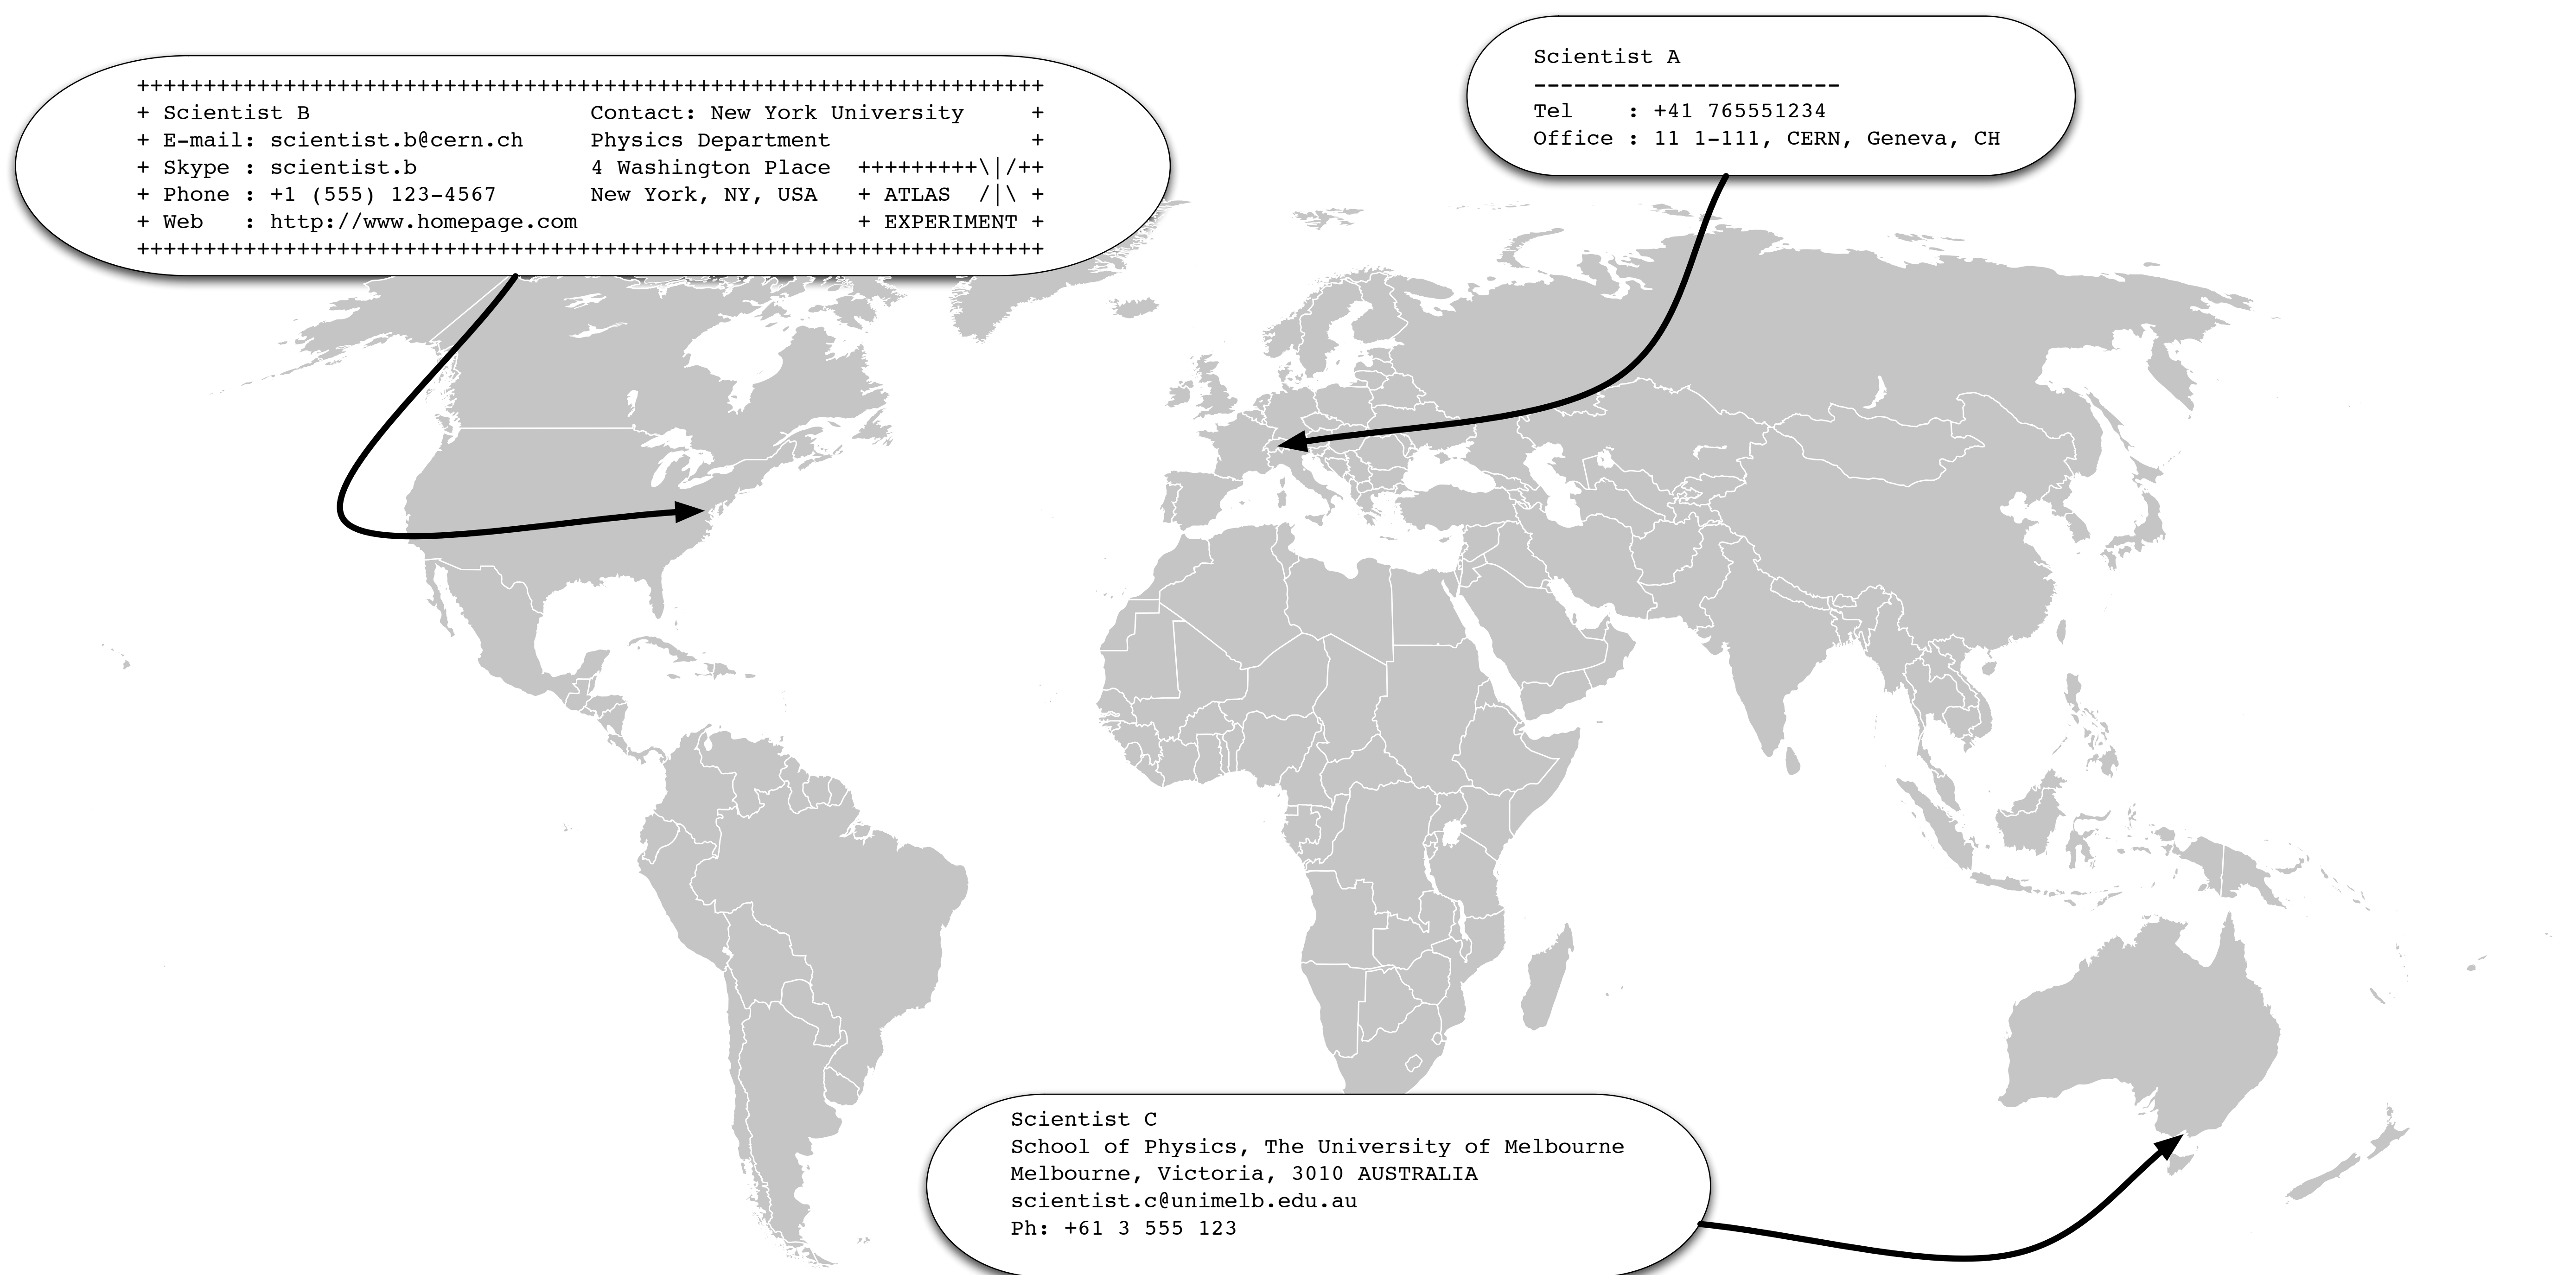 ++++++++++++++++++++++++++++++++++++++++++++++++++++++++++++++++++++
+ Scientist B                     Contact: New York University     +
+ E-mail: scientist.b@cern.ch     Physics Department               +
+ Skype : scientist.b             4 Washington Place  +++++++++\|/++
+ Phone : +1 (555) 123-4567       New York, NY, USA   + ATLAS  /|\ +
+ Web   : http://www.homepage.com                     + EXPERIMENT +
++++++++++++++++++++++++++++++++++++++++++++++++++++++++++++++++++++
Scientist A
-----------------------
Tel    : +41 765551234
Office : 11 1-111, CERN, Geneva, CH
Scientist C
School of Physics, The University of Melbourne
Melbourne, Victoria, 3010 AUSTRALIA
scientist.c@unimelb.edu.au
Ph: +61 3 555 123